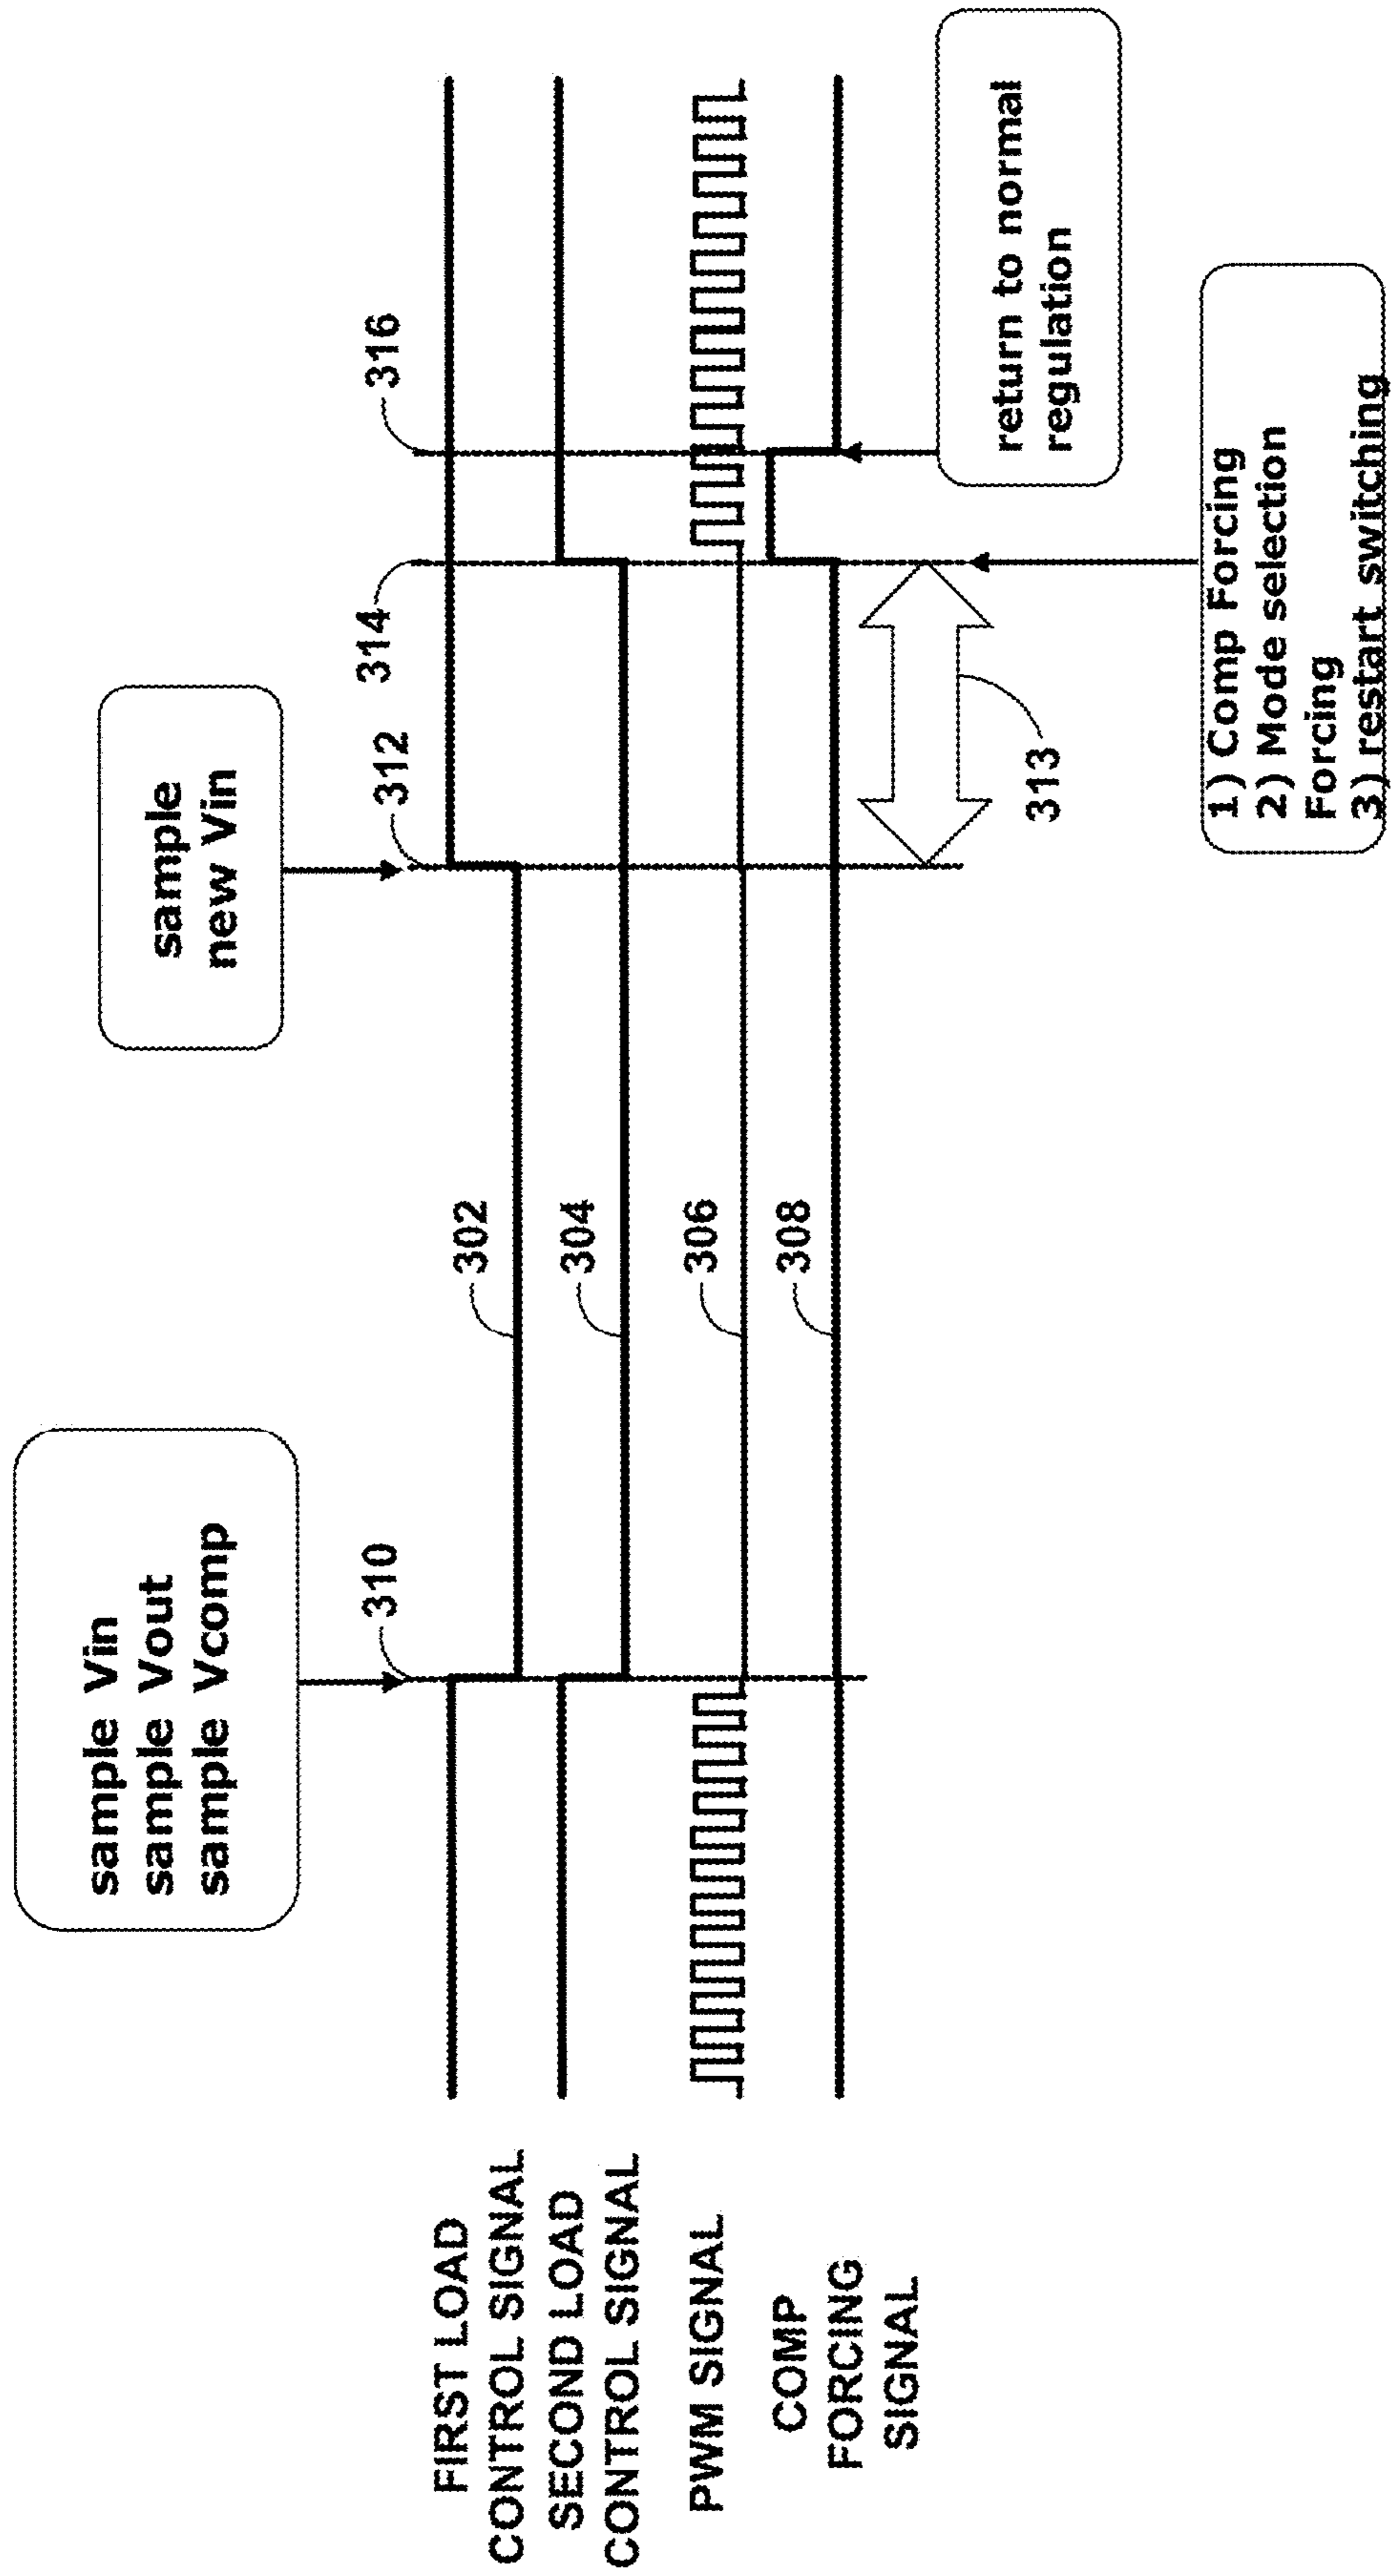 sample Vin
sample Vout
sample Vcomp
sample
new Vin
310
312
314
316
FIRST LOAD
CONTROL SIGNAL
302
SECOND LOAD
CONTROL SIGNAL
304
PWM SIGNAL
306
COMP
FORCING
SIGNAL
308
313
return to normal
regulation
1) Comp Forcing
2) Mode selection
Forcing
3) restart switching